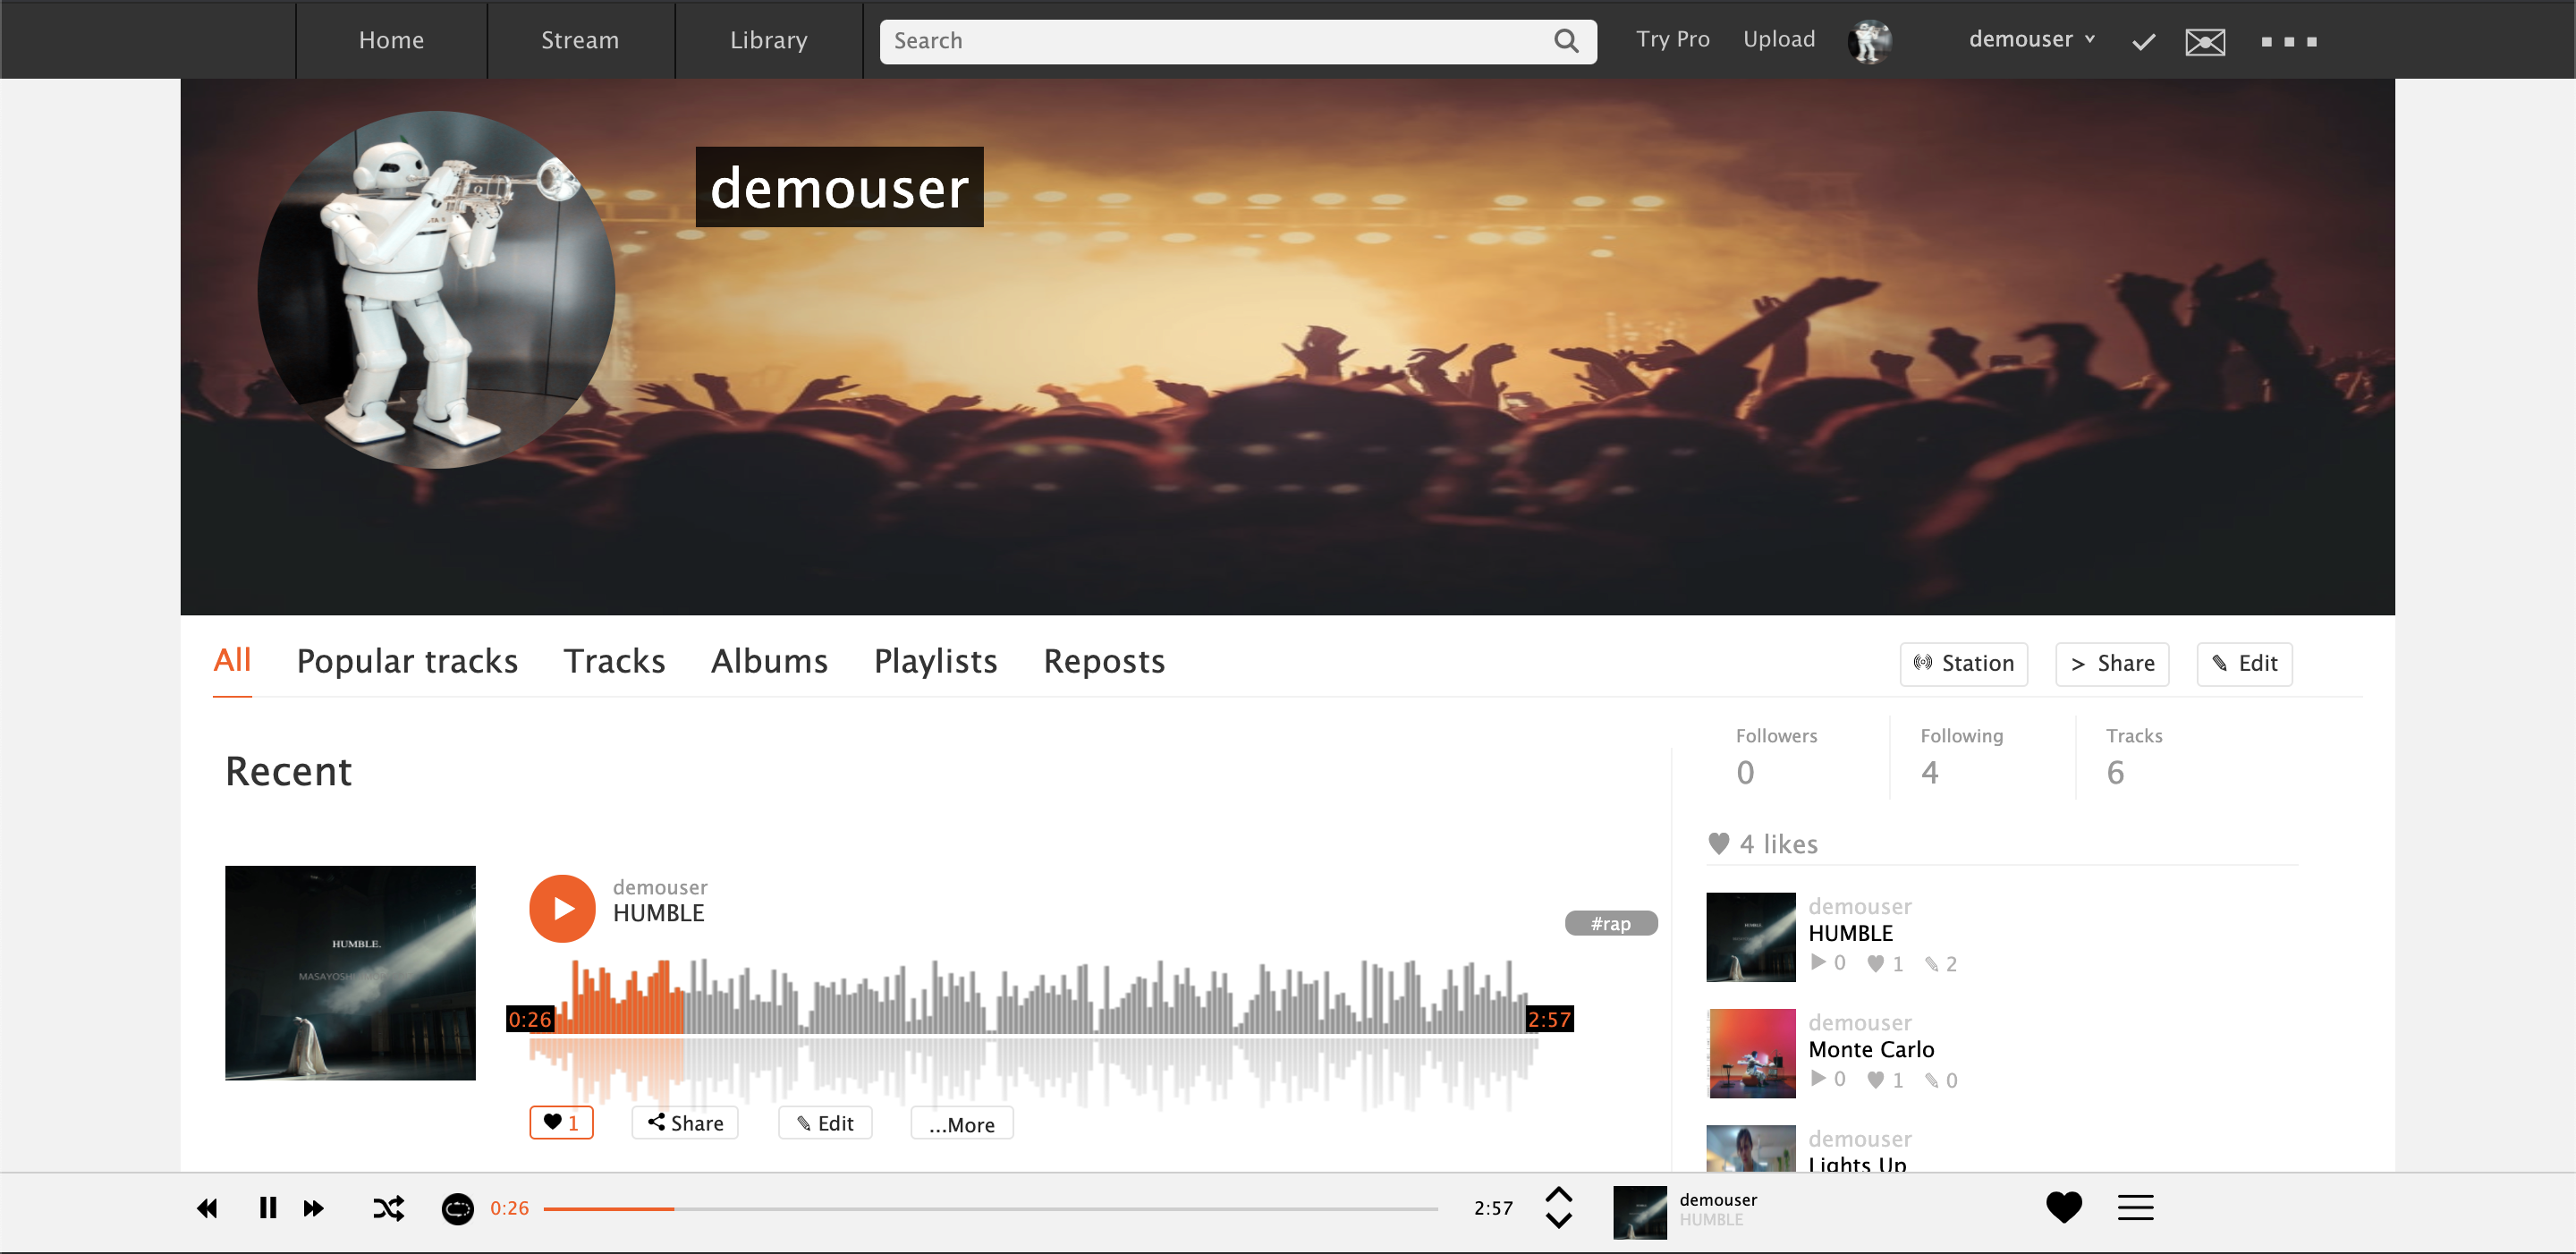 Home Stream Library Search Try Pro Upload demouser
demouser
All Popular tracks Tracks Albums Playlists Reposts Station > Share Edit
Followers Following Tracks
0 4 6
Recent
4 likes
demouser
HUMBLE
#rap
HUMBLE.
0:26 2:57
1 Share Edit ...More
demouser
HUMBLE
0 1 2
demouser
Monte Carlo
0 1 0
demouser
Lights Up
0:26 2:57
demouser
HUMBLE